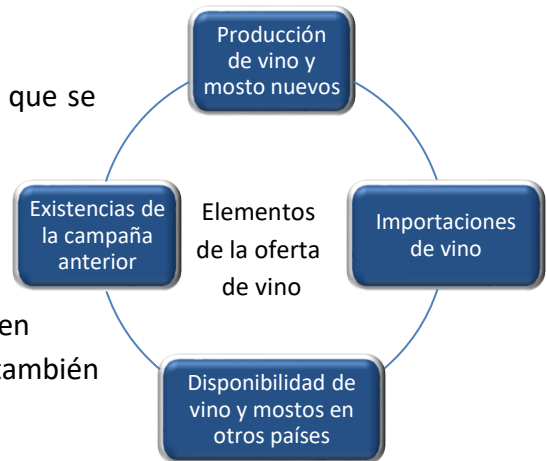 Producción
de vino y
mosto nuevos
que se
Existencias de
la campaña
anterior
Elementos
de la oferta
de vino
Importaciones
de vino
en
también
Disponibilidad de
vino y mostos en
otros países